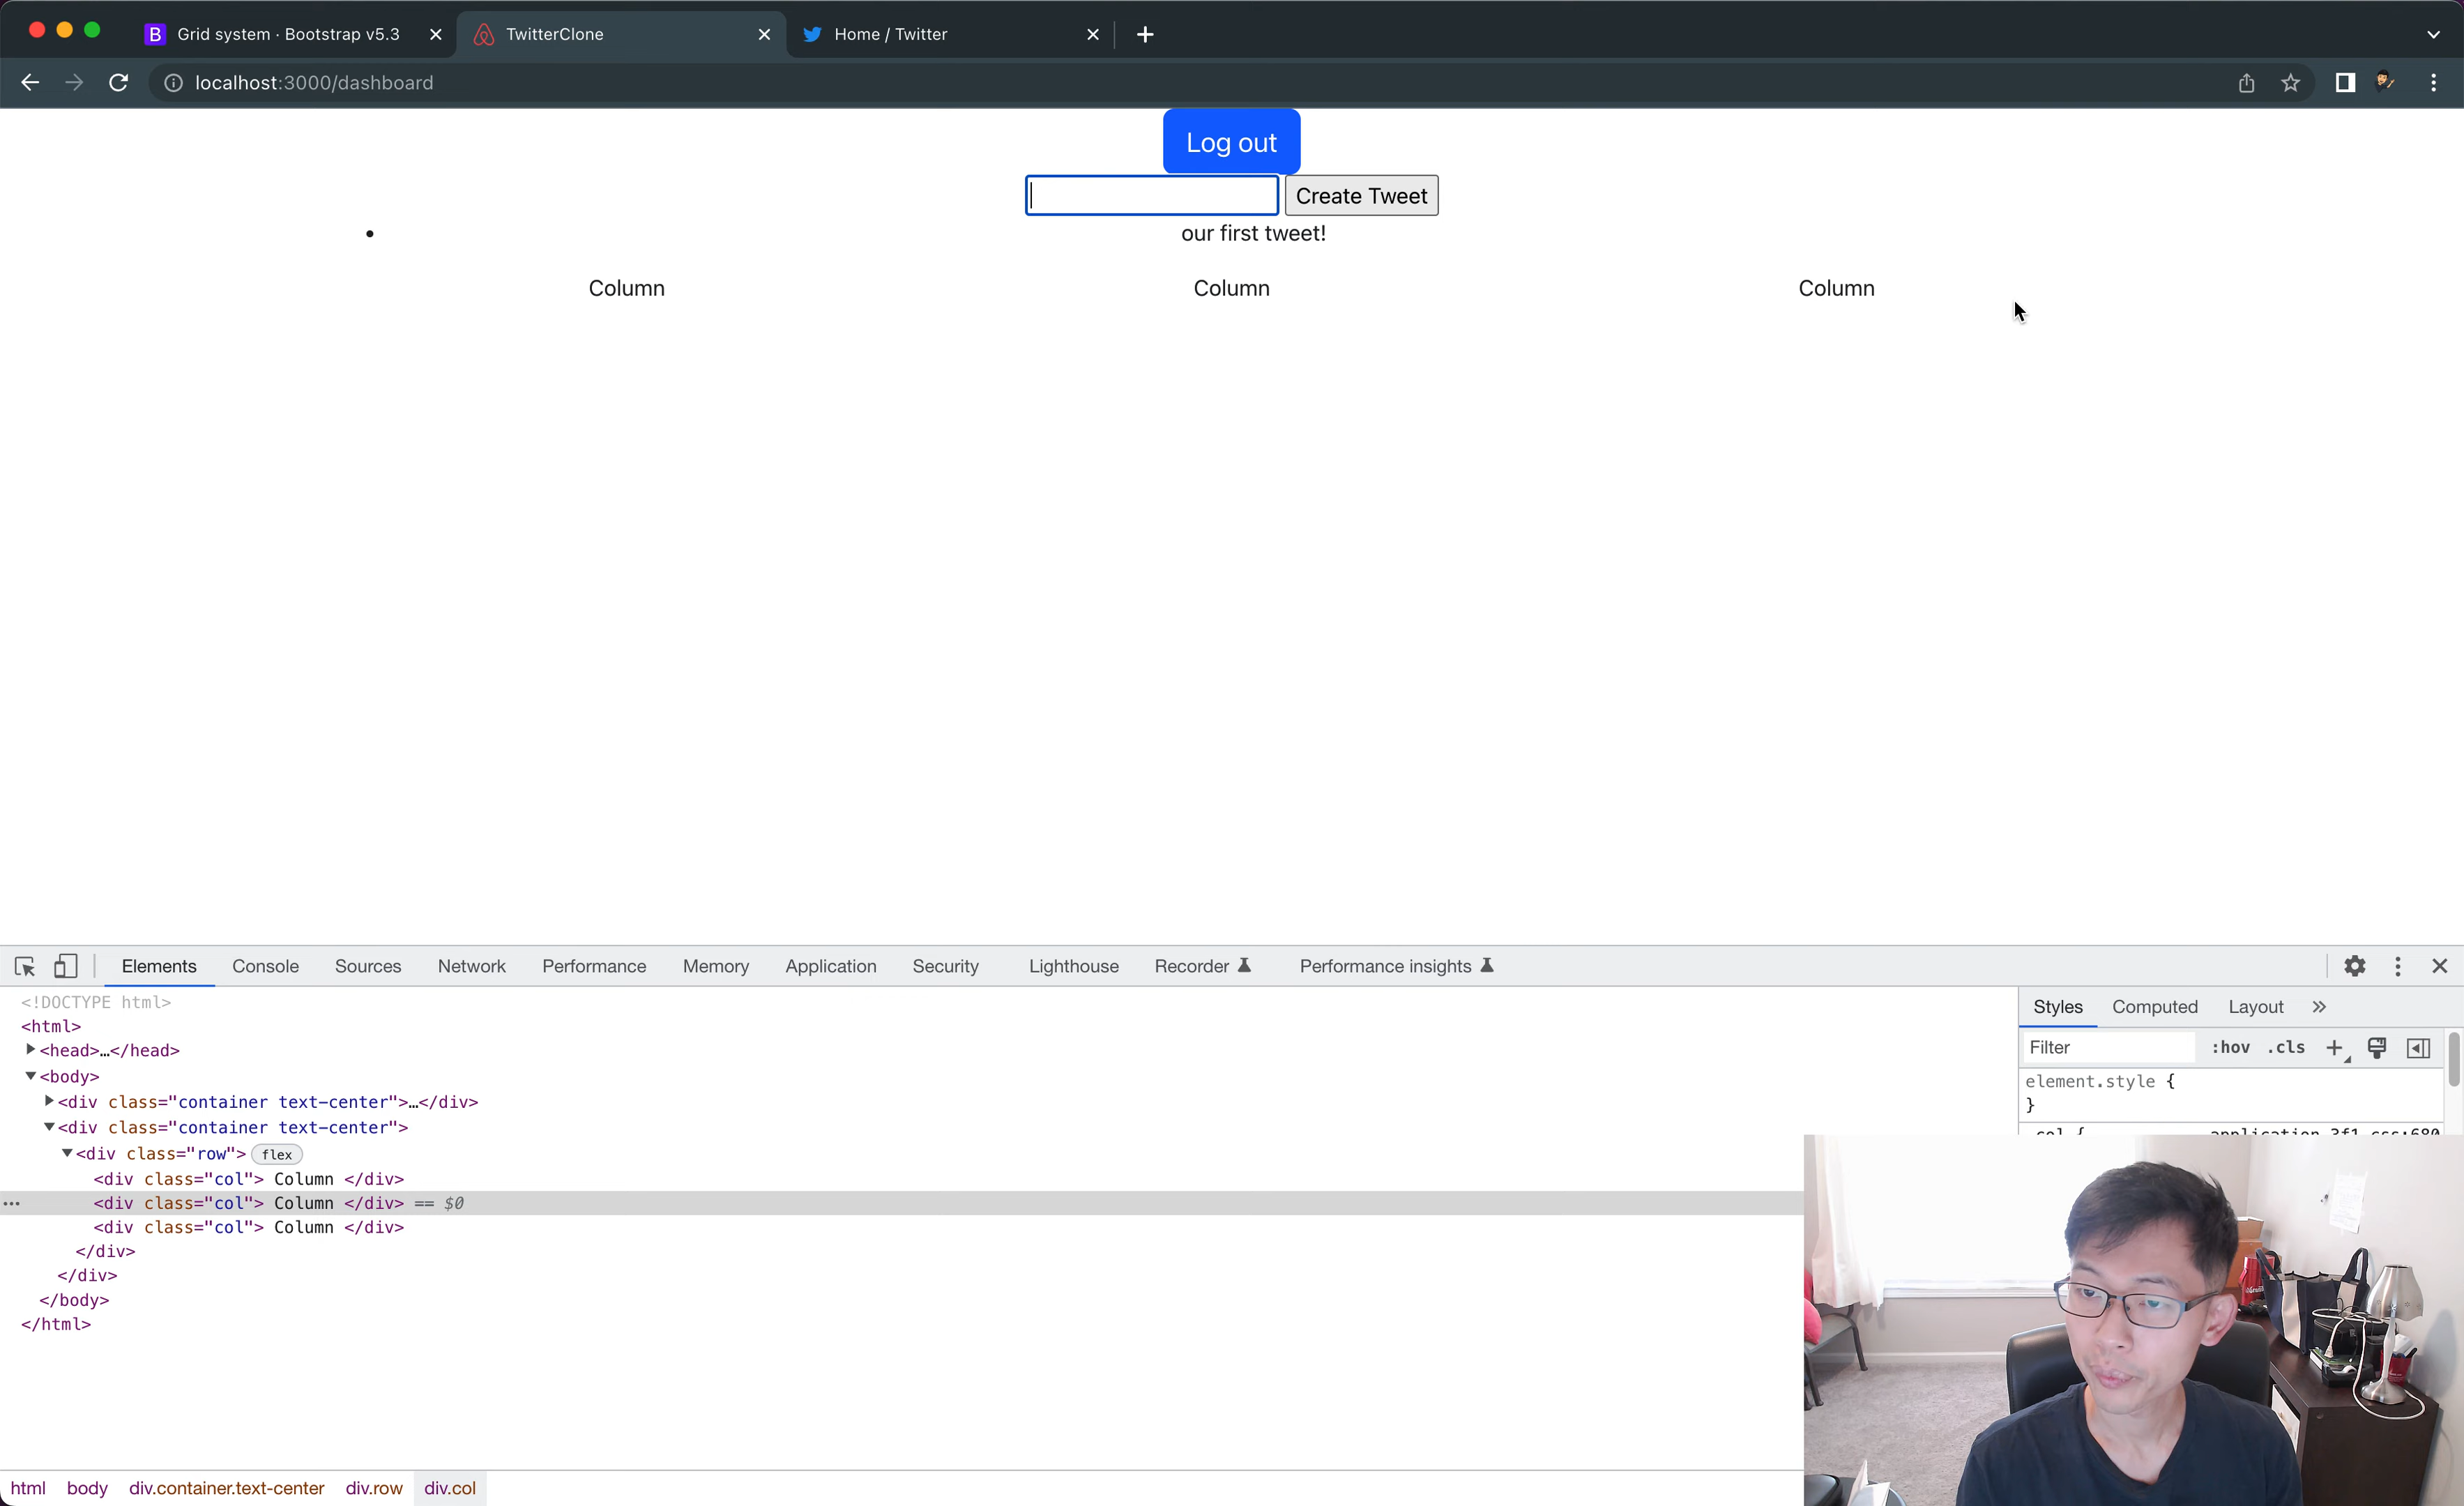 Grid system · Bootstrap v5.3
TwitterClone
Home / Twitter
localhost:3000/dashboard
Log out
Create Tweet
• our first tweet!
Column Column Column
Elements Console Sources Network Performance Memory Application Security Lighthouse Recorder Performance insights
<!DOCTYPE html>
<html>
<head>…</head>
<body>
<div class="container text-center">…</div>
<div class="container text-center">
<div class="row"> flex
<div class="col"> Column </div>
<div class="col"> Column </div> == $0
<div class="col"> Column </div>
</div>
</div>
</body>
</html>
Styles Computed Layout »
Filter :hov .cls
element.style {
}
html body div.container.text-center div.row div.col